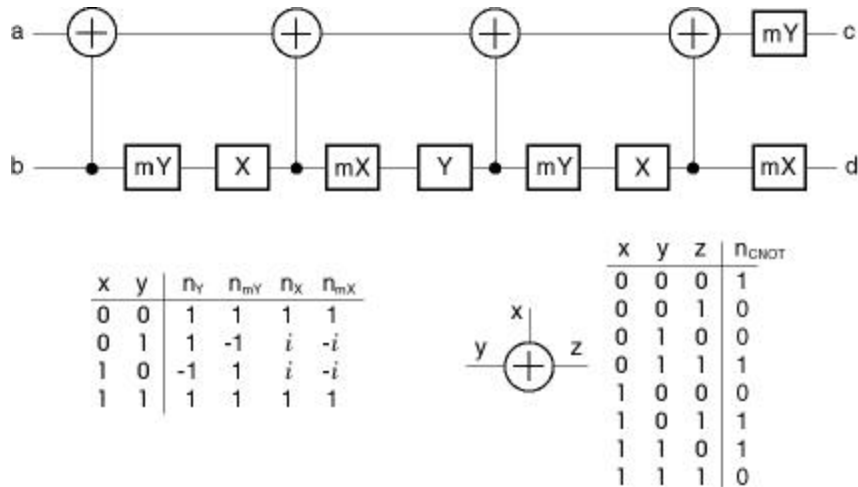 a mY c
b mY X mX Y mY X mX d
x y n_Y n_mY n_X n_mX
0 0 1 1 1 1
0 1 1 -1 i -i
1 0 -1 1 i -i
1 1 1 1 1 1
x
y z
x y z n_CNOT
0 0 0 1
0 0 1 0
0 1 0 0
0 1 1 1
1 0 0 0
1 0 1 1
1 1 0 1
1 1 1 0